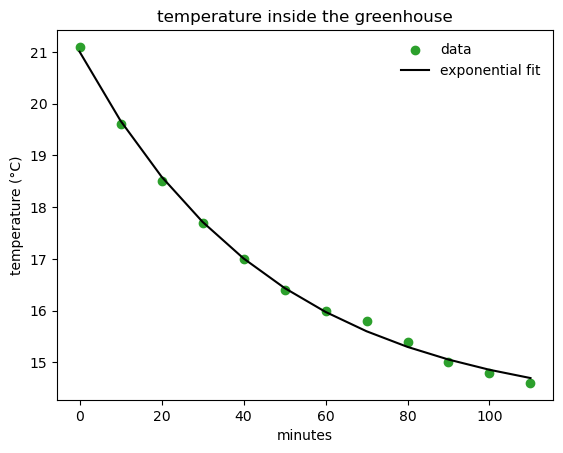 temperature inside the greenhouse
data
exponential fit
temperature (°C)
21
20
19
18
17
16
15
0 20 40 60 80 100
minutes